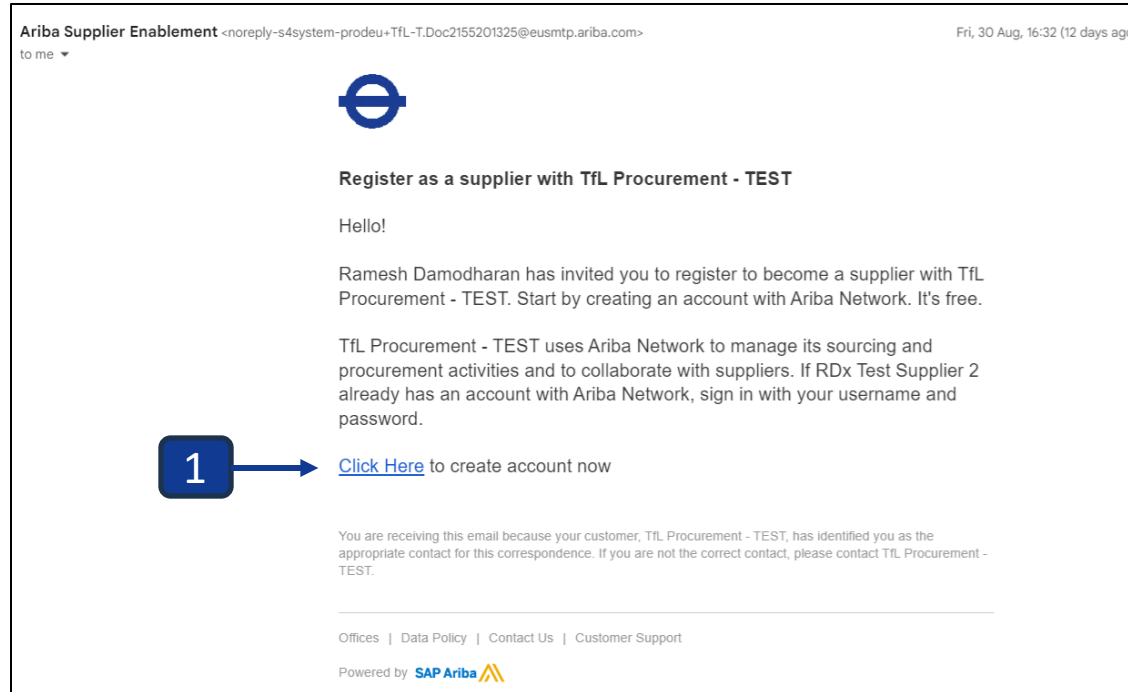 Ariba Supplier Enablement <noreply-s4system-prodeu+TfL-T.Doc2155201325@eusmtp.ariba.com> Fri, 30 Aug, 16:32 (12 days ago
to me
Register as a supplier with TfL Procurement - TEST
Hello!
Ramesh Damodharan has invited you to register to become a supplier with TfL
Procurement - TEST. Start by creating an account with Ariba Network. It's free.
TfL Procurement - TEST uses Ariba Network to manage its sourcing and
procurement activities and to collaborate with suppliers. If RDx Test Supplier 2
already has an account with Ariba Network, sign in with your username and
password.
1
Click Here to create account now
You are receiving this email because your customer, TfL Procurement - TEST, has identified you as the
appropriate contact for this correspondence. If you are not the correct contact, please contact TfL Procurement -
TEST.
Offices | Data Policy | Contact Us | Customer Support
Powered by SAP Ariba